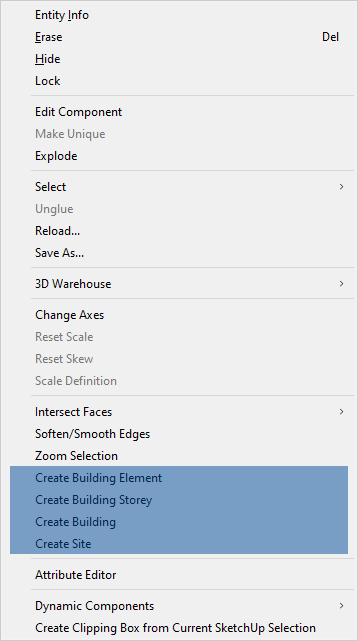 Entity Info
Erase Del
Hide
Lock
Edit Component
Make Unique
Explode
Select
Unglue
Reload...
Save As...
3D Warehouse
Change Axes
Reset Scale
Reset Skew
Scale Definition
Intersect Faces
Soften/Smooth Edges
Zoom Selection
Create Building Element
Create Building Storey
Create Building
Create Site
Attribute Editor
Dynamic Components
Create Clipping Box from Current SketchUp Selection